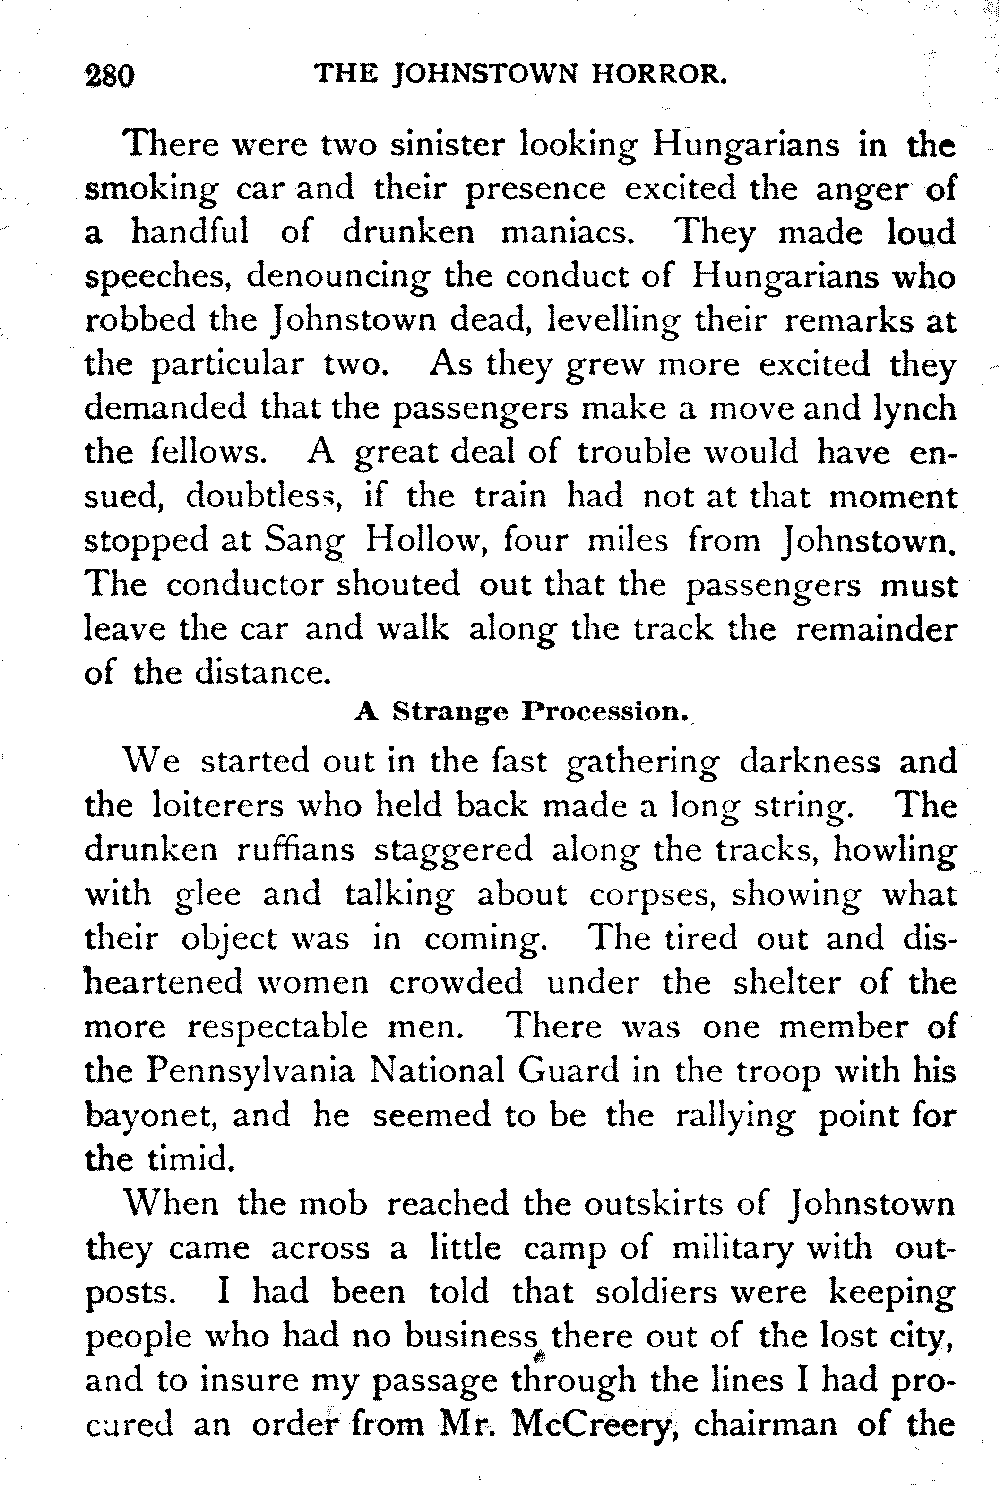 280 THE JOHNSTOWN HORROR.
There were two sinister looking Hungarians in the
smoking car and their presence excited the anger of
a handful of drunken maniacs. They made loud
speeches, denouncing the conduct of Hungarians who
robbed the Johnstown dead, levelling their remarks at
the particular two. As they grew more excited they
demanded that the passengers make a move and lynch
the fellows. A great deal of trouble would have en-
sued, doubtless, if the train had not at that moment
stopped at Sang Hollow, four miles from Johnstown.
The conductor shouted out that the passengers must
leave the car and walk along the track the remainder
of the distance.
A Strange Procession.
We started out in the fast gathering darkness and
the loiterers who held back made a long string. The
drunken ruffians staggered along the tracks, howling
with glee and talking about corpses, showing what
their object was in coming. The tired out and dis-
heartened women crowded under the shelter of the
more respectable men. There was one member of
the Pennsylvania National Guard in the troop with his
bayonet, and he seemed to be the rallying point for
the timid.
When the mob reached the outskirts of Johnstown
they came across a little camp of military with out-
posts. I had been told that soldiers were keeping
people who had no business there out of the lost city,
and to insure my passage through the lines I had pro-
cured an order from Mr. McCreery, chairman of the